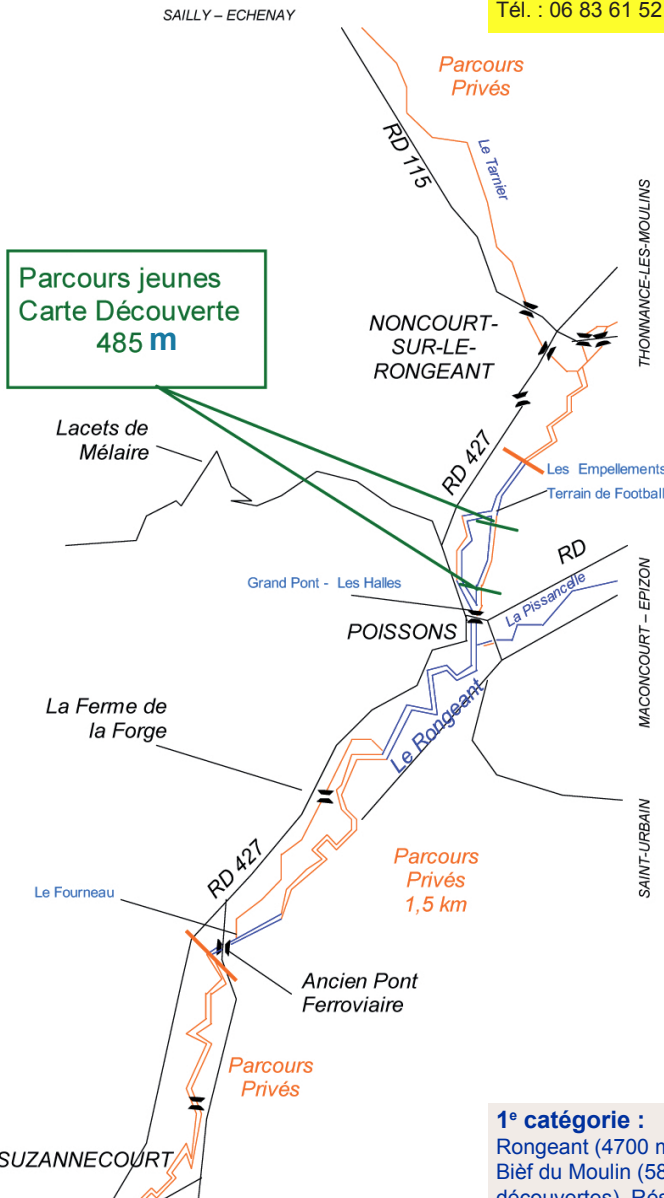 SAILLY – ECHENAY
Tél. : 06 83 61 52
Parcours
Privés
RD 115
Le Tarnier
THONNANCE-LES-MOULINS
Parcours jeunes
Carte Découverte
485 m
NONCOURT-
SUR-LE-
RONGEANT
Lacets de
Mélaire
RD 427
Les Empellements
Terrain de Football
RD
Grand Pont - Les Halles
La Pissancelle
MACONCOURT – EPIZON
POISSONS
La Ferme de
la Forge
Le Rongeant
SAINT-URBAIN
RD 427
Parcours
Privés
1,5 km
Le Fourneau
Ancien Pont
Ferroviaire
Parcours
Privés
SUZANNECOURT
1e catégorie :
Rongeant (4700 m
Bièf du Moulin (58
découvertes) Rés